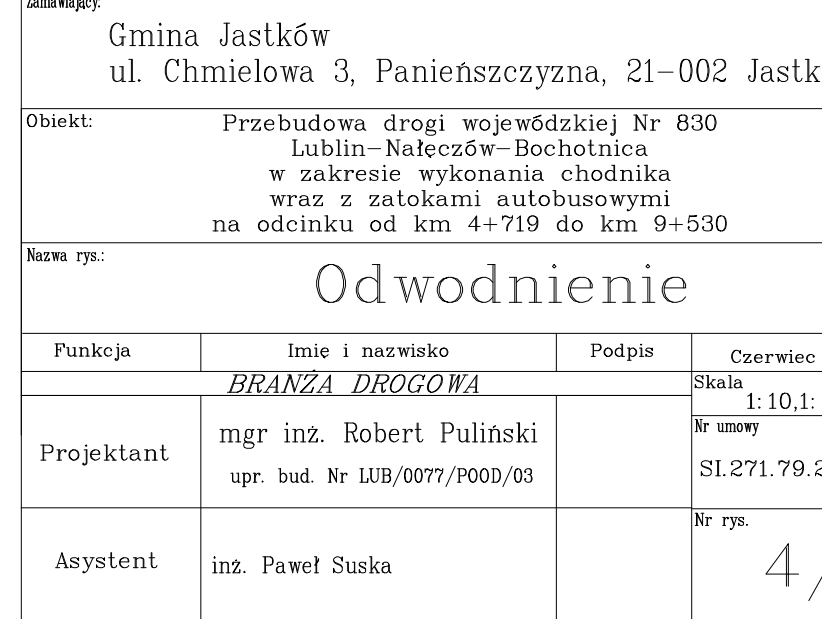 Zamawiający:
Gmina Jastków
ul. Chmielowa 3, Panieńszczyzna, 21-002 Jastk
Obiekt:
Przebudowa drogi wojewódzkiej Nr 830
Lublin-Nałęczów-Bochotnica
w zakresie wykonania chodnika
wraz z zatokami autobusowymi
na odcinku od km 4+719 do km 9+530
Nazwa rys.:
Odwodnienie
Funkcja Imię i nazwisko Podpis Czerwiec
BRANŻA DROGOWA
Skala
1:10,1:
Projektant
mgr inż. Robert Puliński
upr. bud. Nr LUB/0077/POOD/03
Nr umowy
SI.271.79.2
Asystent
inż. Paweł Suska
Nr rys.
4/